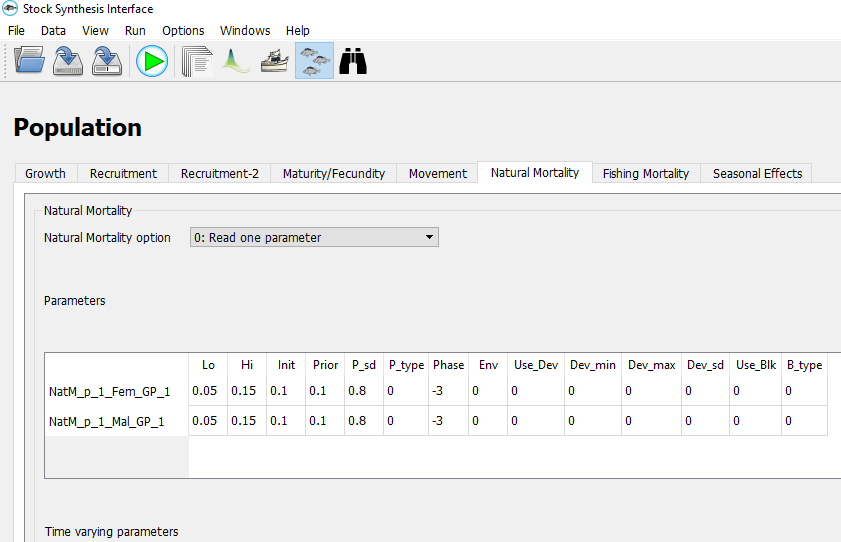 Stock Synthesis Interface
File Data View Run Options Windows Help
Population
Growth Recruitment Recruitment-2 Maturity/Fecundity Movement Natural Mortality Fishing Mortality Seasonal Effects
Natural Mortality
Natural Mortality option 0: Read one parameter
Parameters
Lo Hi Init Prior P_sd P_type Phase Env Use_Dev Dev_min Dev_max Dev_sd Use_Blk B_type
NatM_p_1_Fem_GP_1 0.05 0.15 0.1 0.1 0.8 0 -3 0 0 0 0 0 0 0
NatM_p_1_Mal_GP_1 0.05 0.15 0.1 0.1 0.8 0 -3 0 0 0 0 0 0 0
Time varying parameters